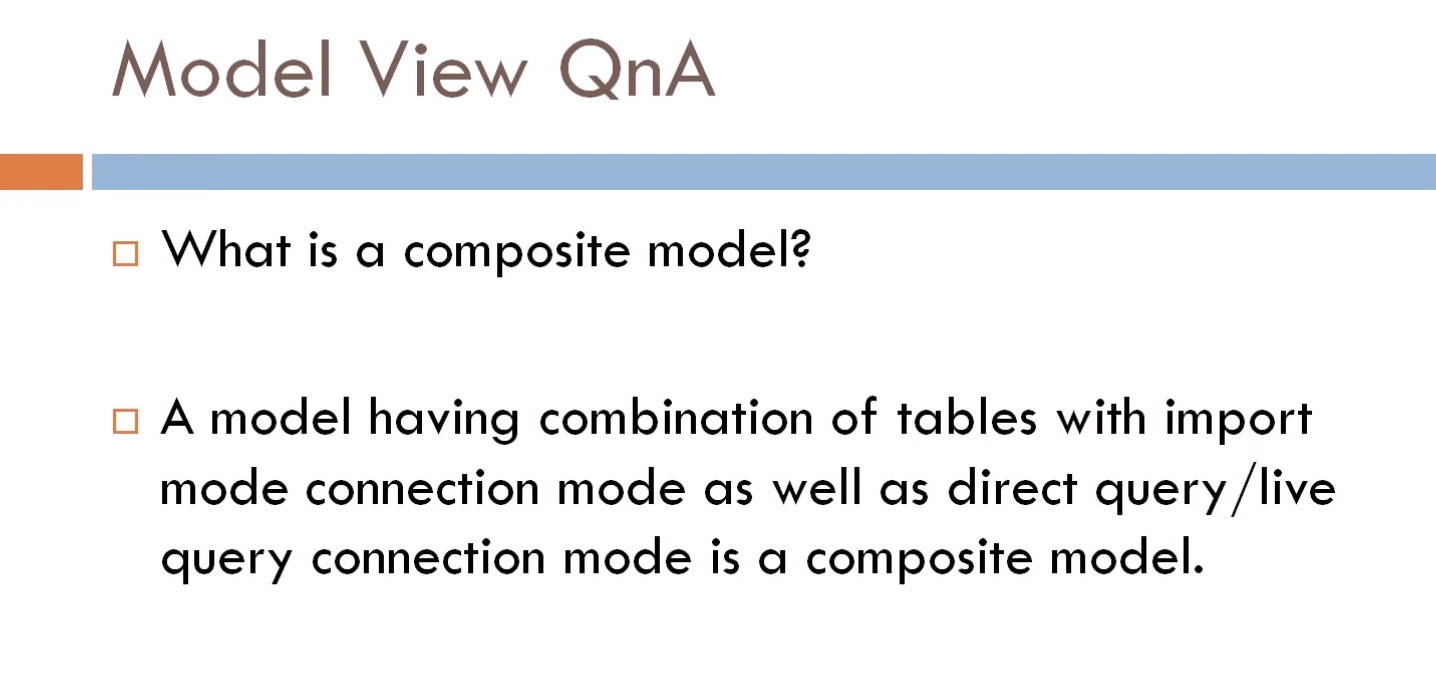 Model View QnA
What is a composite model?
A model having combination of tables with import
mode connection mode as well as direct query/live
query connection mode is a composite model.